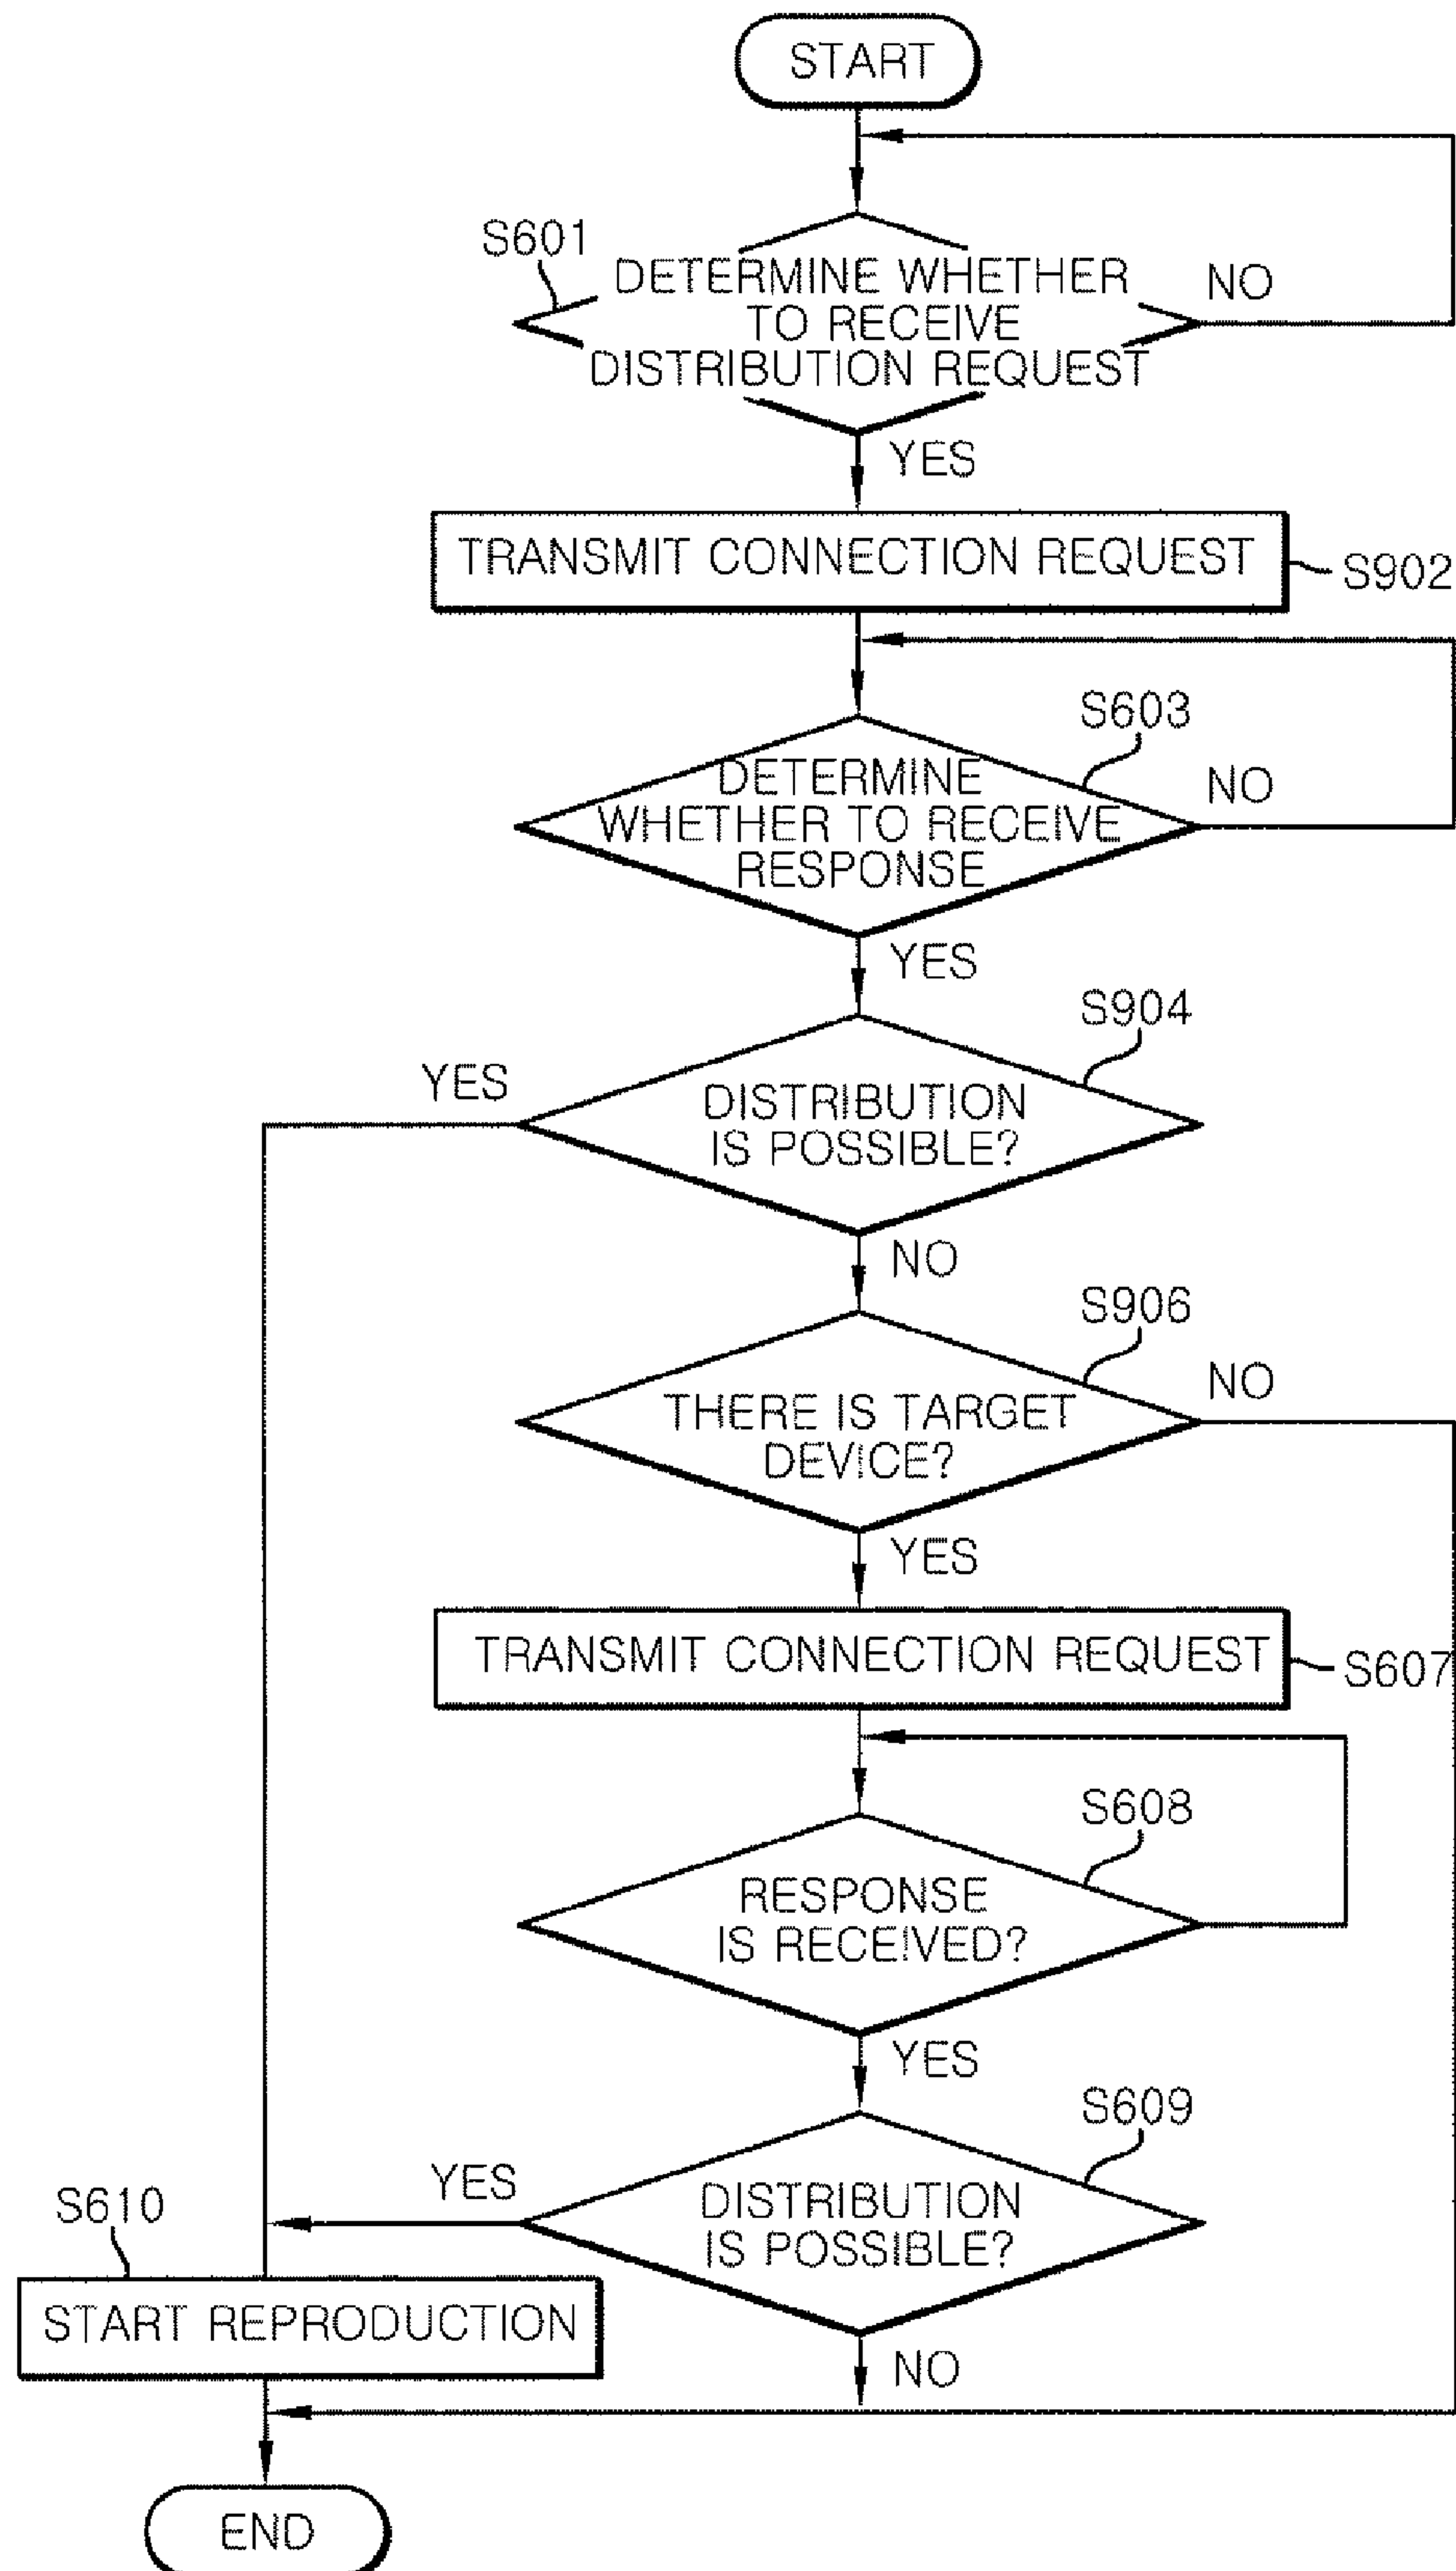 START
S601
DETERMINE WHETHER
TO RECEIVE
DISTRIBUTION REQUEST
NO
YES
TRANSMIT CONNECTION REQUEST
S902
S603
DETERMINE
WHETHER TO RECEIVE
RESPONSE
NO
YES
S904
YES
DISTRIBUTION
IS POSSIBLE?
NO
S906
NO
THERE IS TARGET
DEVICE?
YES
TRANSMIT CONNECTION REQUEST
S607
S608
RESPONSE
IS RECEIVED?
YES
S609
YES
DISTRIBUTION
IS POSSIBLE?
S610
START REPRODUCTION
NO
END